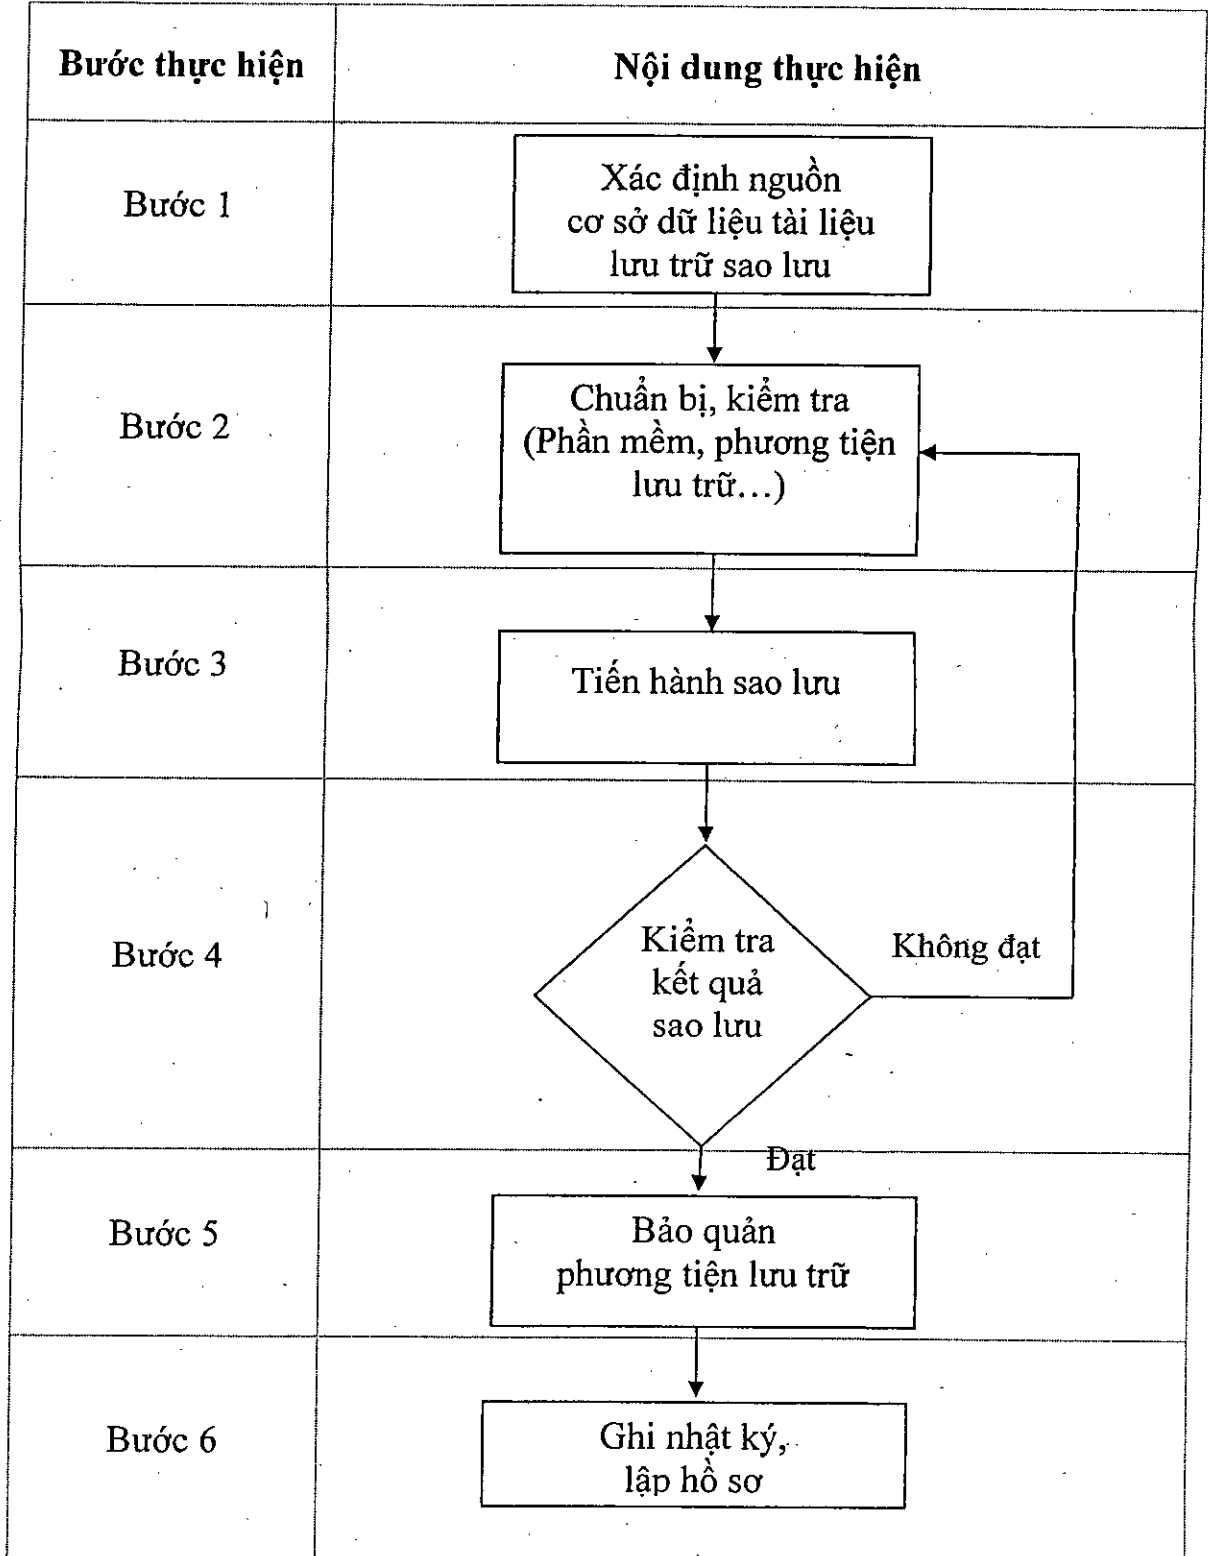 Bước thực hiện
Nội dung thực hiện
Bước 1
Xác định nguồn
cơ sở dữ liệu tài liệu
lưu trữ sao lưu
Bước 2
Chuẩn bị, kiểm tra
(Phần mềm, phương tiện
lưu trữ...)
Bước 3
Tiến hành sao lưu
Bước 4
Kiểm tra
kết quả
sao lưu
Không đạt
Đạt
Bước 5
Bảo quản
phương tiện lưu trữ
Bước 6
Ghi nhật ký,
lập hồ sơ